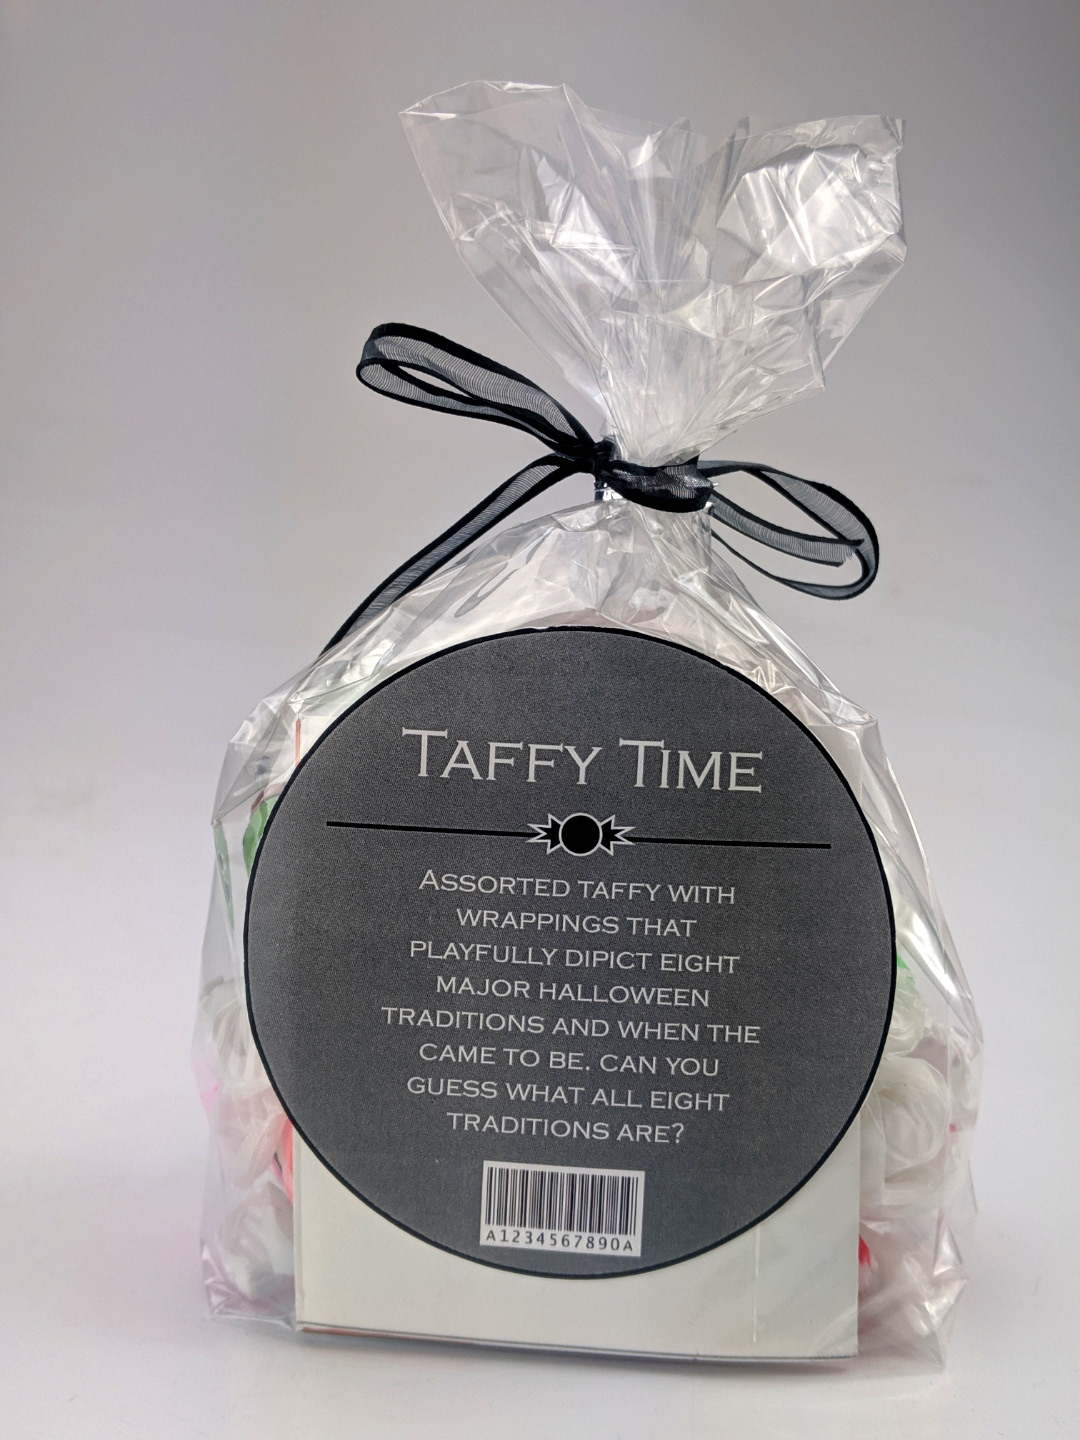 TAFFY TIME
ASSORTED TAFFY WITH
WRAPPINGS THAT
PLAYFULLY DIPICT EIGHT
MAJOR HALLOWEEN
TRADITIONS AND WHEN THE
CAME TO BE. CAN YOU
GUESS WHAT ALL EIGHT
TRADITIONS ARE?
A1234567890A